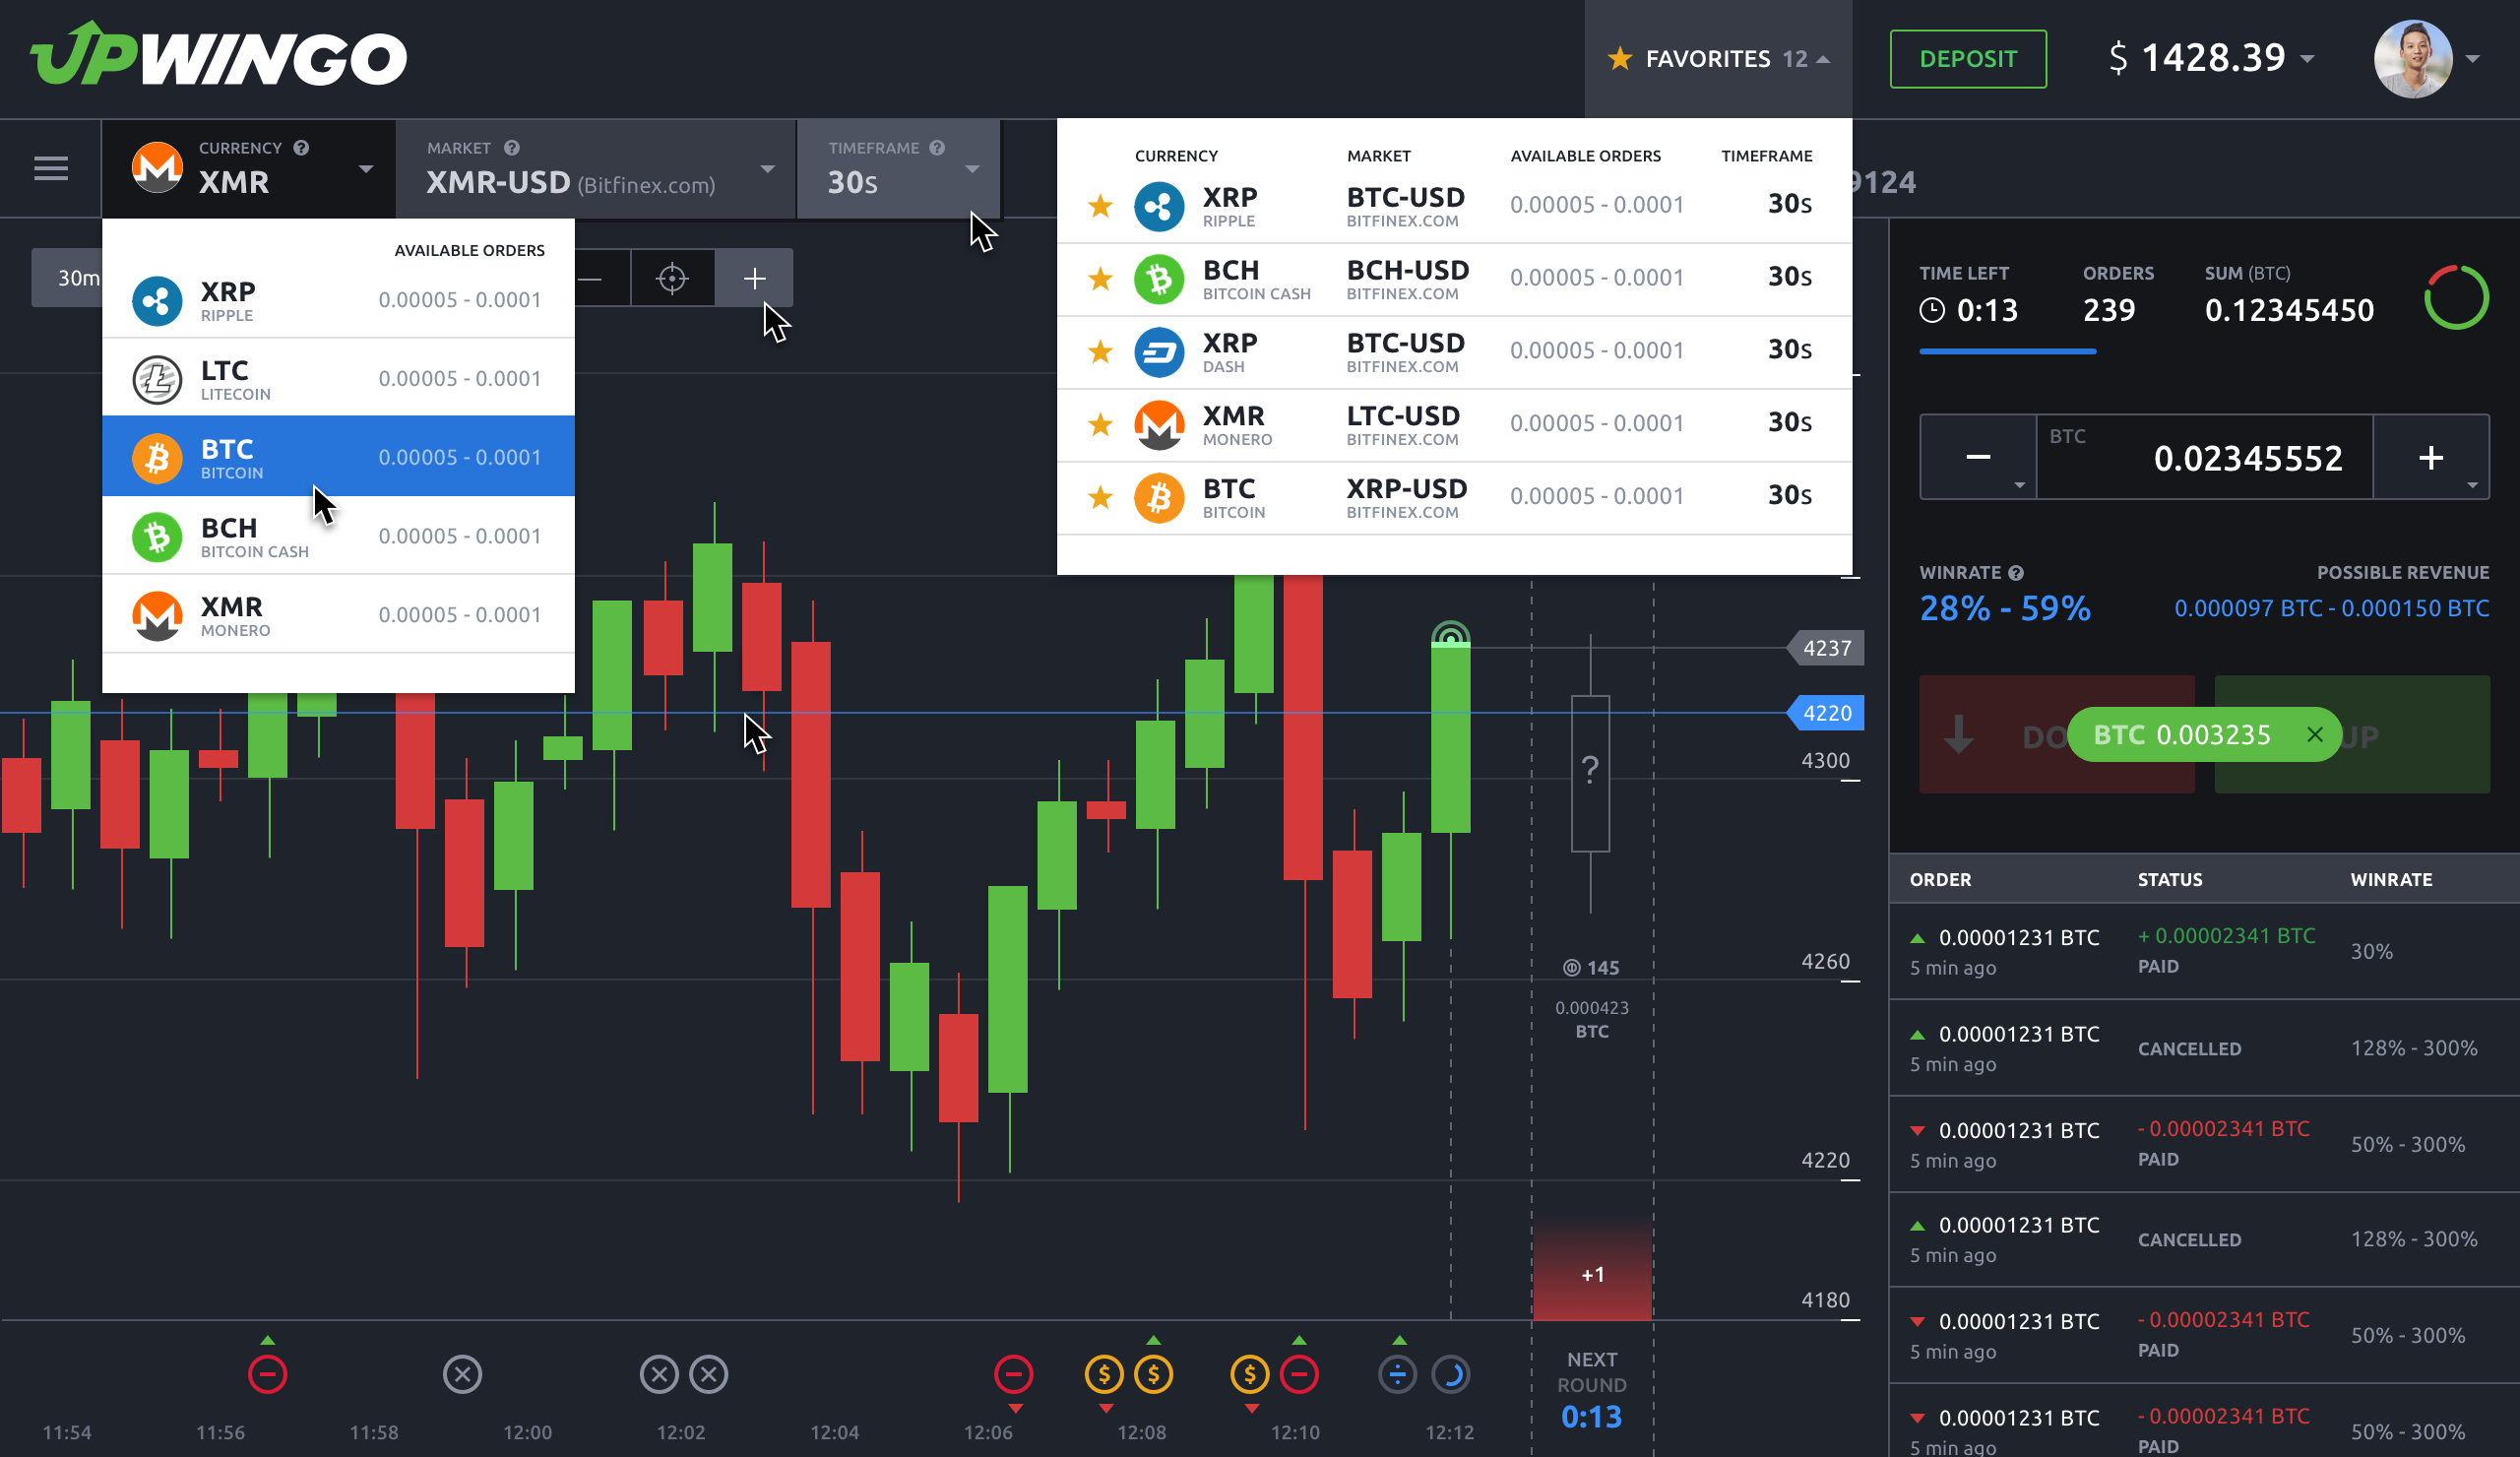 UPWINGO
FAVORITES 12
DEPOSIT
$ 1428.39
CURRENCY ?
XMR
MARKET ?
XMR-USD (Bitfinex.com)
TIMEFRAME ?
30s
9124
30m
AVAILABLE ORDERS
XRP 0.00005 - 0.0001
RIPPLE
LTC 0.00005 - 0.0001
LITECOIN
BTC 0.00005 - 0.0001
BITCOIN
BCH 0.00005 - 0.0001
BITCOIN CASH
XMR 0.00005 - 0.0001
MONERO
CURRENCY MARKET AVAILABLE ORDERS TIMEFRAME
XRP BTC-USD 0.00005 - 0.0001 30s
RIPPLE BITFINEX.COM
BCH BCH-USD 0.00005 - 0.0001 30s
BITCOIN CASH BITFINEX.COM
XRP BTC-USD 0.00005 - 0.0001 30s
DASH BITFINEX.COM
XMR LTC-USD 0.00005 - 0.0001 30s
MONERO BITFINEX.COM
BTC XRP-USD 0.00005 - 0.0001 30s
BITCOIN BITFINEX.COM
4237
4220
4300
?
4260
145
0.000423
BTC
4220
+1
4180
NEXT
ROUND
0:13
11:54 11:56 11:58 12:00 12:02 12:04 12:06 12:08 12:10 12:12
TIME LEFT ORDERS SUM (BTC)
0:13 239 0.12345450
BTC
− 0.02345552 +
WINRATE ? POSSIBLE REVENUE
28% - 59% 0.000097 BTC - 0.000150 BTC
DO BTC 0.003235 × UP
ORDER STATUS WINRATE
0.00001231 BTC + 0.00002341 BTC 30%
5 min ago PAID
0.00001231 BTC CANCELLED 128% - 300%
5 min ago
0.00001231 BTC - 0.00002341 BTC 50% - 300%
5 min ago PAID
0.00001231 BTC CANCELLED 128% - 300%
5 min ago
0.00001231 BTC - 0.00002341 BTC 50% - 300%
5 min ago PAID
0.00001231 BTC - 0.00002341 BTC 50% - 300%
5 min ago PAID